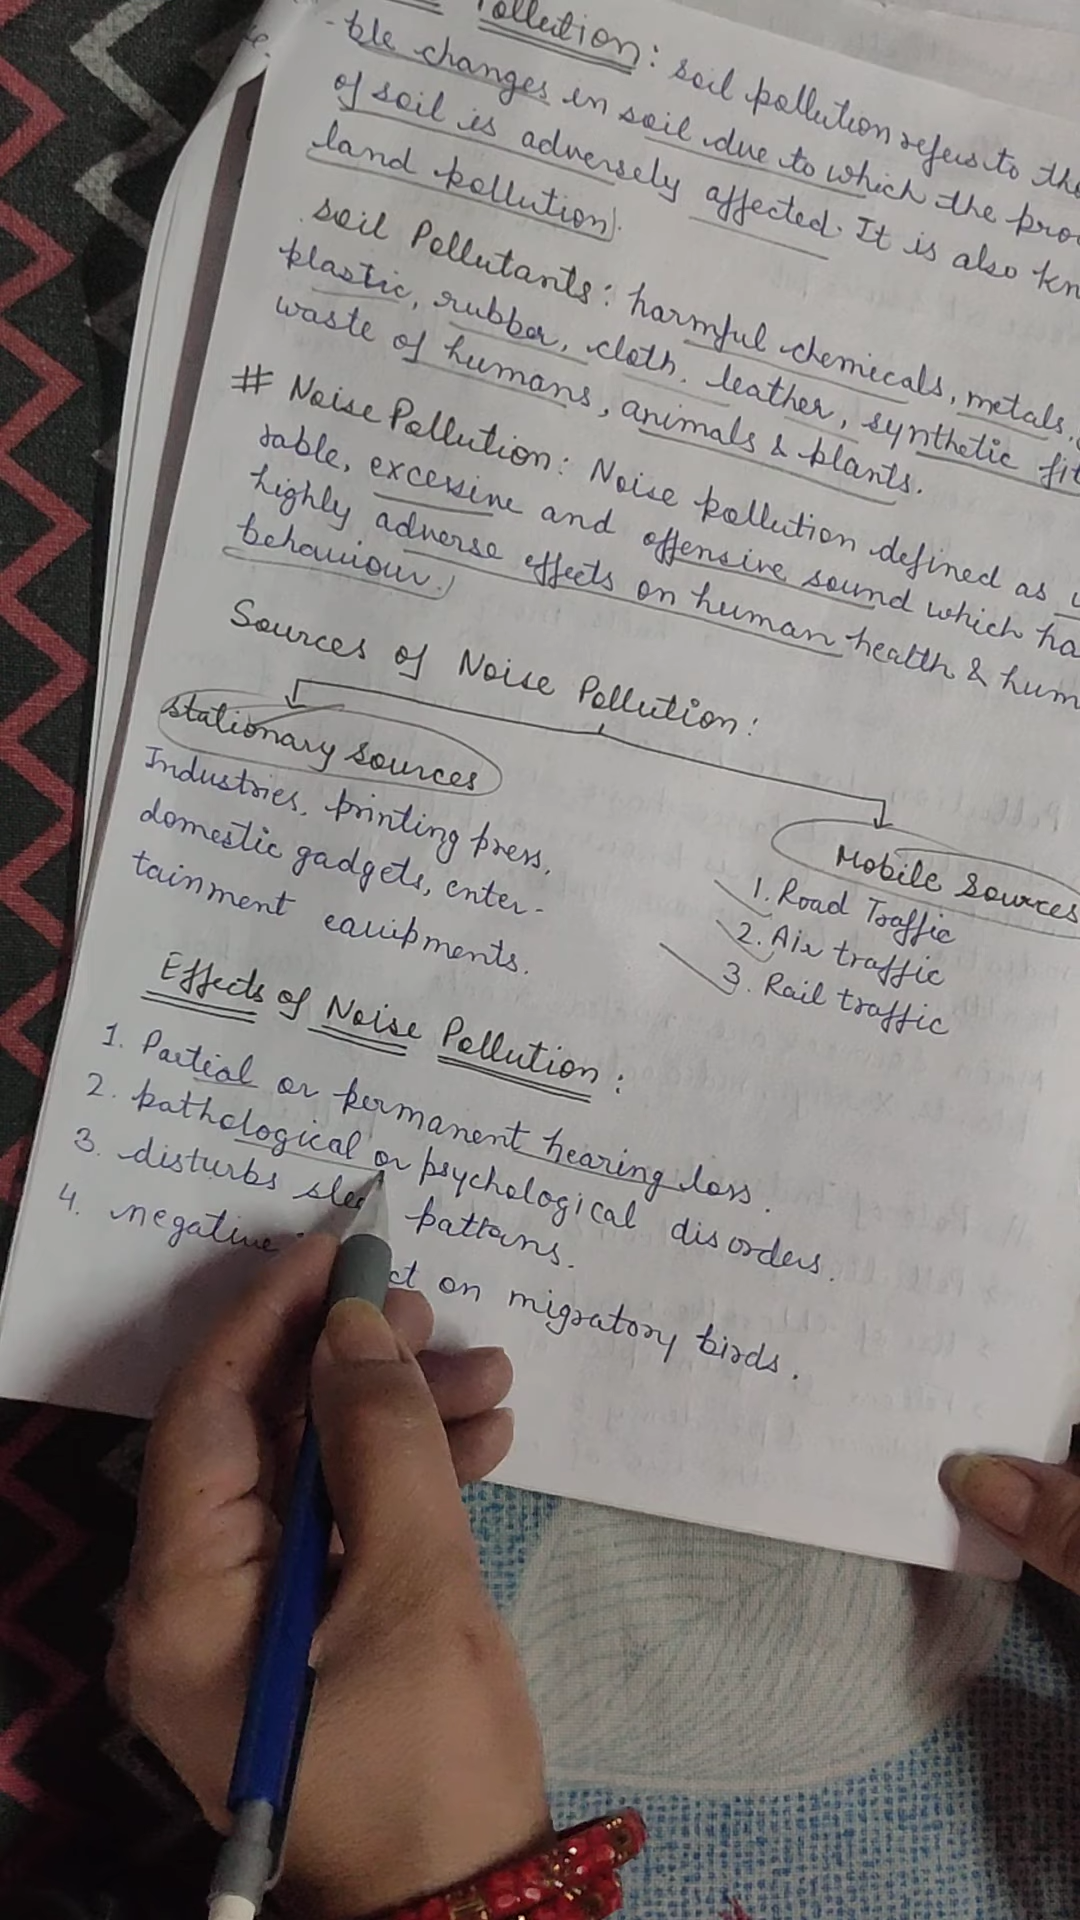 Pollution: soil pollution refers to the
-ble changes in soil due to which the pro
of soil is adversely affected. It is also kn
land pollution.
soil Pollutants: harmful chemicals, metals,
plastic, rubber, cloth, leather, synthetic
waste of humans, animals & plants.
# Noise Pollution: Noise pollution defined as
rable, excessive and offensive sound which ha
highly adverse effects on human health & hum
behaviour.
Sources of Noise Pollution:
Stationary Sources
Industries, printing press,
domestic gadgets, enter-
tainment equipments.
Mobile Sources
1. Road Traffic
2. Air traffic
3. Rail traffic
Effects of Noise Pollution:
1. Partial or permanent hearing loss.
2. pathological or psychological disorders.
3. disturbs slee patterns.
4. negative ct on migratory birds.